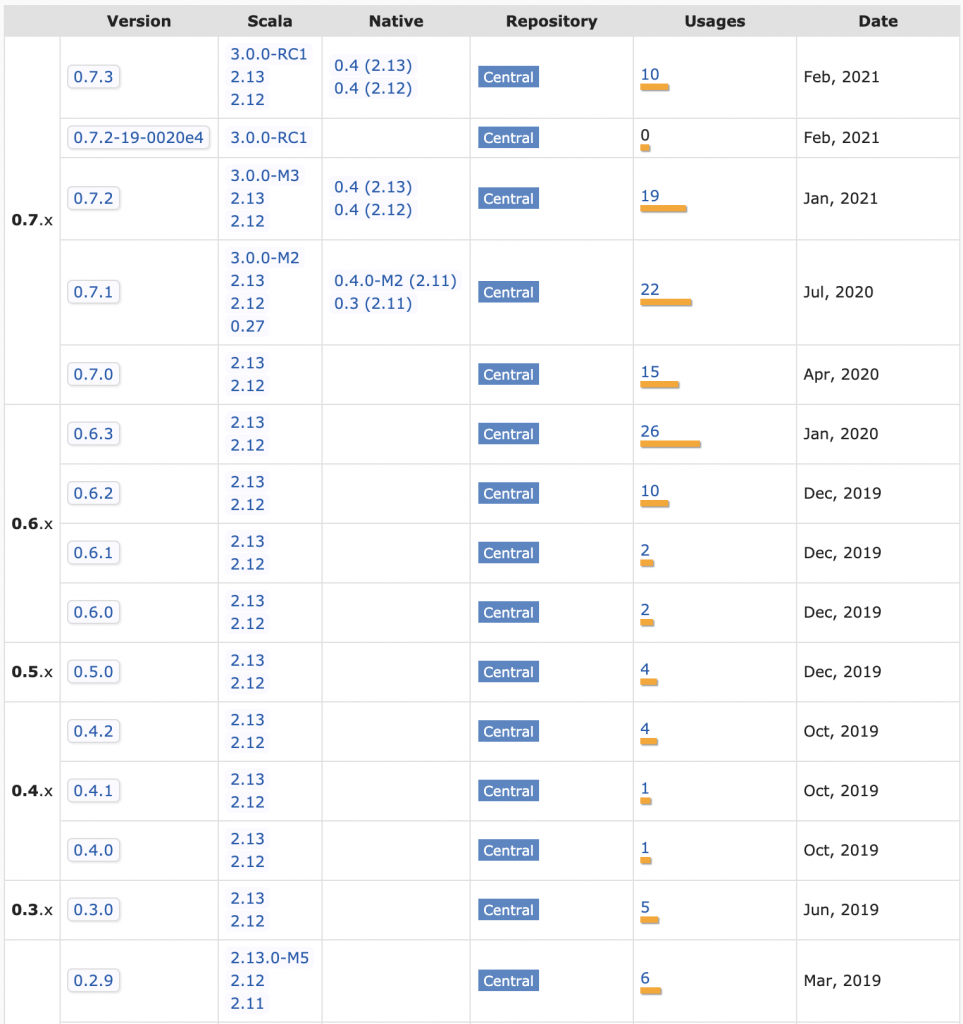 Version Scala Native Repository Usages Date
0.7.x
0.7.3
3.0.0-RC1
2.13
2.12
0.4 (2.13)
0.4 (2.12)
Central
10
Feb, 2021
0.7.2-19-0020e4
3.0.0-RC1
Central
0
Feb, 2021
0.7.2
3.0.0-M3
2.13
2.12
0.4 (2.13)
0.4 (2.12)
Central
19
Jan, 2021
0.7.1
3.0.0-M2
2.13
2.12
0.27
0.4.0-M2 (2.11)
0.3 (2.11)
Central
22
Jul, 2020
0.7.0
2.13
2.12
Central
15
Apr, 2020
0.6.x
0.6.3
2.13
2.12
Central
26
Jan, 2020
0.6.2
2.13
2.12
Central
10
Dec, 2019
0.6.1
2.13
2.12
Central
2
Dec, 2019
0.6.0
2.13
2.12
Central
2
Dec, 2019
0.5.x
0.5.0
2.13
2.12
Central
4
Dec, 2019
0.4.x
0.4.2
2.13
2.12
Central
4
Oct, 2019
0.4.1
2.13
2.12
Central
1
Oct, 2019
0.4.0
2.13
2.12
Central
1
Oct, 2019
0.3.x
0.3.0
2.13
2.12
Central
5
Jun, 2019
0.2.9
2.13.0-M5
2.12
2.11
Central
6
Mar, 2019